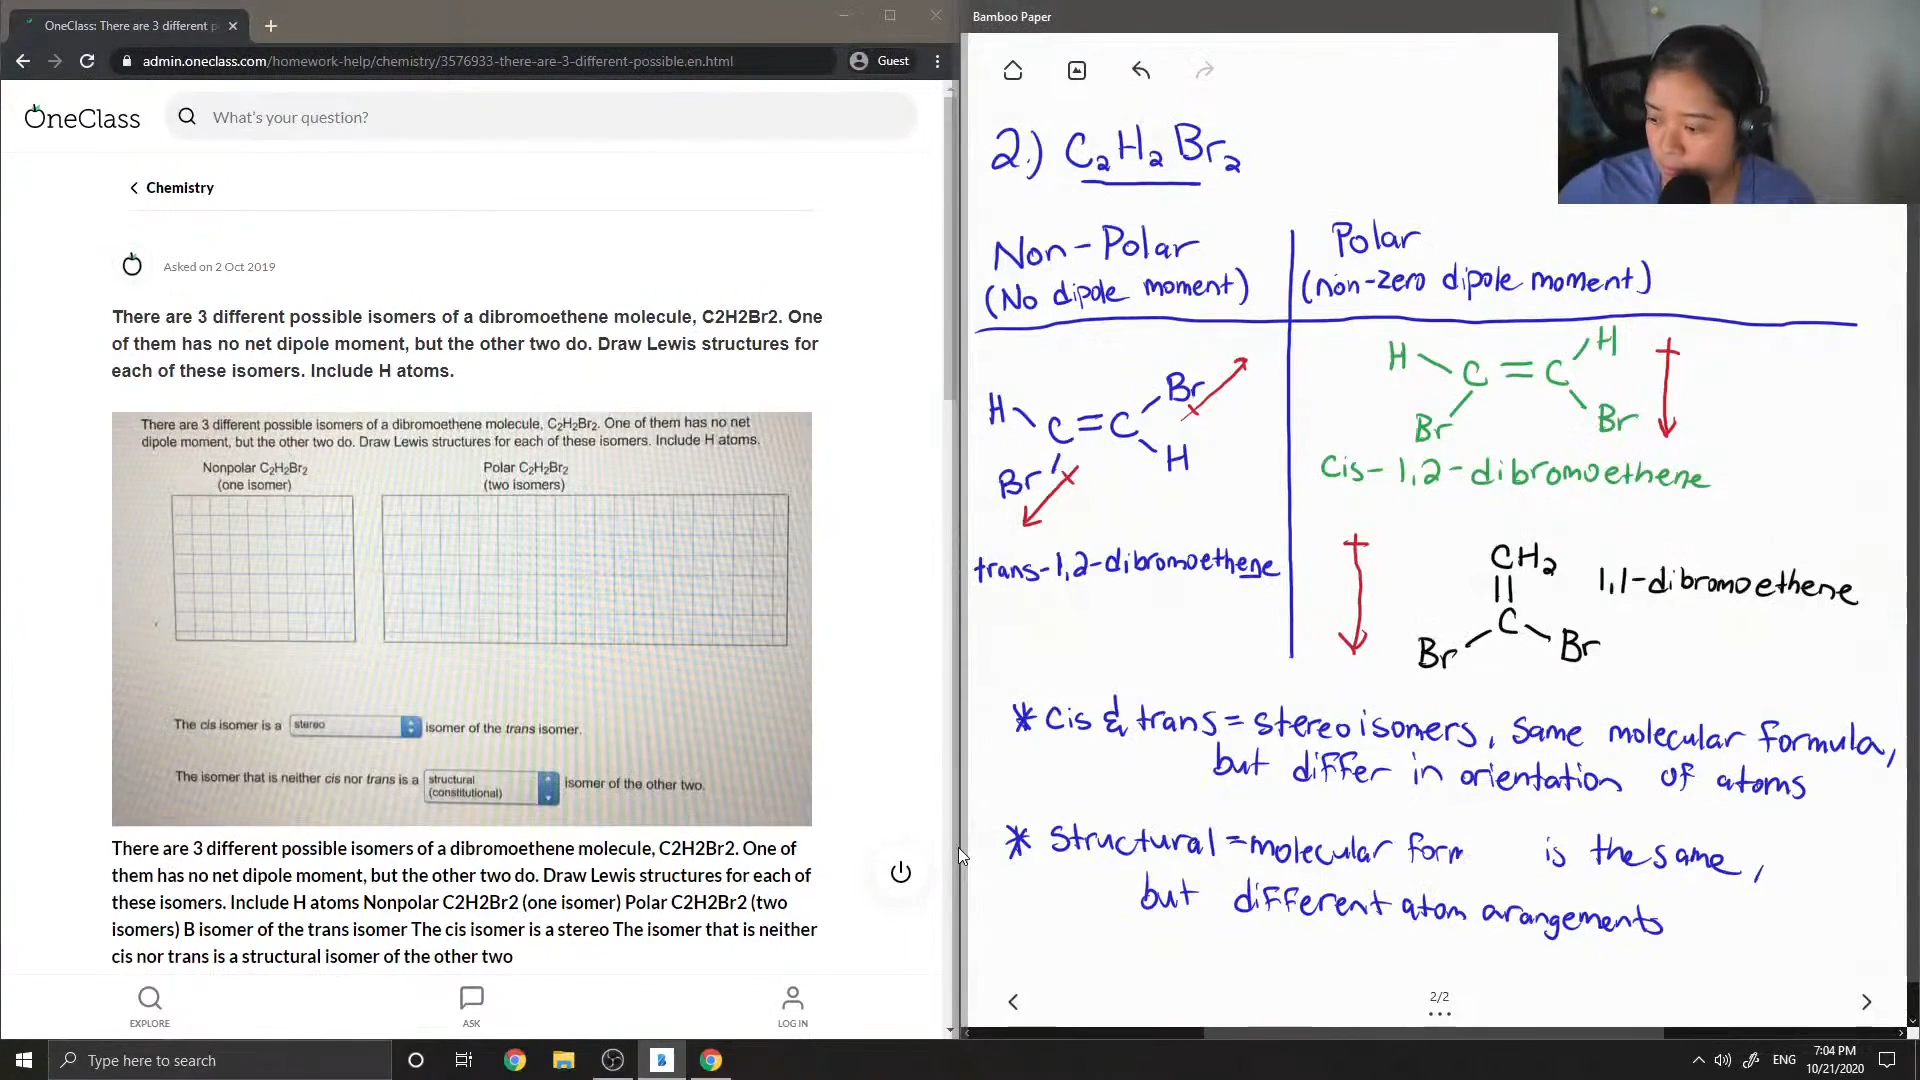 OneClass: There are 3 different p
Bamboo Paper
admin.oneclass.com/homework-help/chemistry/3576933-there-are-3-different-possible.en.html
Guest
OneClass
What's your question?
Chemistry
Asked on 2 Oct 2019
There are 3 different possible isomers of a dibromoethene molecule, C2H2Br2. One
of them has no net dipole moment, but the other two do. Draw Lewis structures for
each of these isomers. Include H atoms.
There are 3 different possible isomers of a dibromoethene molecule, C₂H₂Br₂. One of them has no net
dipole moment, but the other two do. Draw Lewis structures for each of these isomers. Include H atoms.
Nonpolar C₂H₂Br₂
(one isomer)
Polar C₂H₂Br₂
(two isomers)
The cis isomer is a stereo isomer of the trans isomer.
The isomer that is neither cis nor trans is a structural
(constitutional) isomer of the other two.
There are 3 different possible isomers of a dibromoethene molecule, C2H2Br2. One of
them has no net dipole moment, but the other two do. Draw Lewis structures for each of
these isomers. Include H atoms Nonpolar C2H2Br2 (one isomer) Polar C2H2Br2 (two
isomers) B isomer of the trans isomer The cis isomer is a stereo The isomer that is neither
cis nor trans is a structural isomer of the other two
EXPLORE
ASK
LOG IN
2.) C₂H₂Br₂
Non-Polar
(No dipole moment)
Polar
(non-zero dipole moment)
H Br
C=C
Br H
trans-1,2-dibromoethene
H H
C=C
Br Br
cis-1,2-dibromoethene
CH₂
||
C
Br Br
1,1-dibromoethene
* cis & trans = stereoisomers, same molecular formula,
but differ in orientation of atoms
* structural = molecular form is the same,
but different atom arangements
2/2
Type here to search
ENG
7:04 PM
10/21/2020